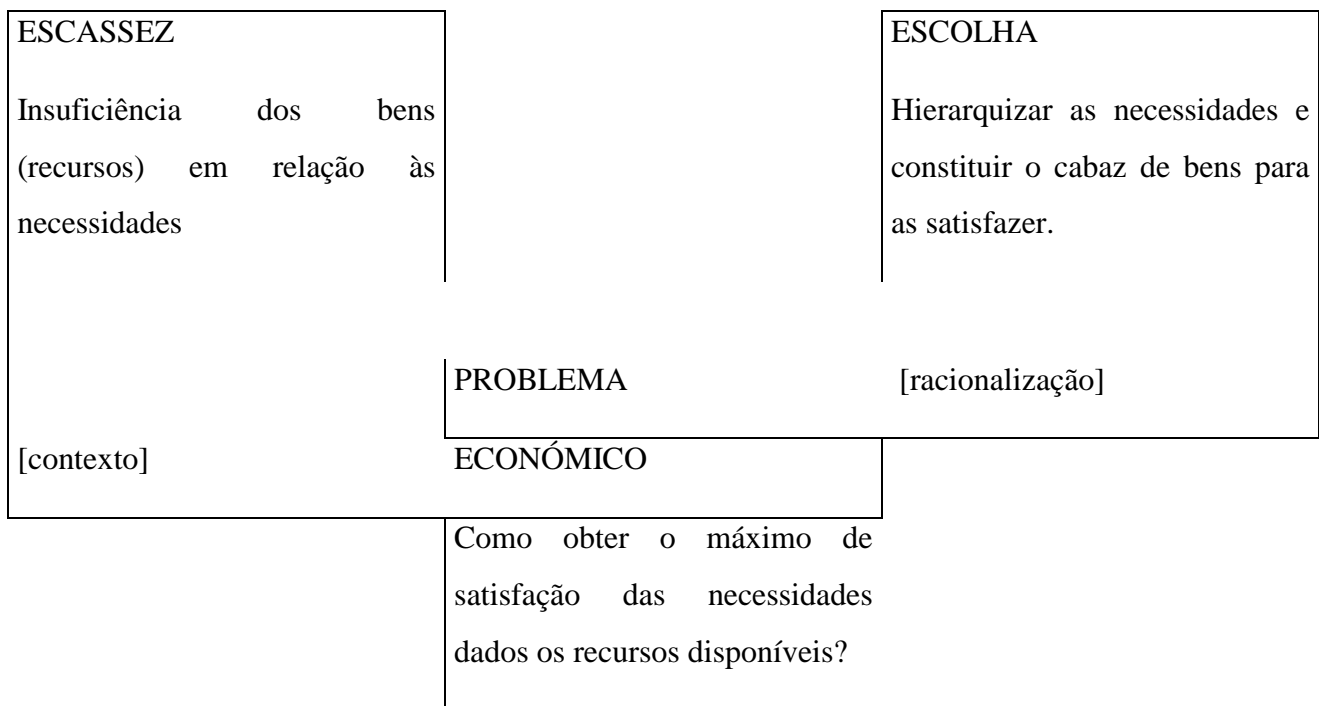 ESCASSEZ
Insuficiência dos bens
(recursos) em relação às
necessidades
[contexto]
ESCOLHA
Hierarquizar as necessidades e
constituir o cabaz de bens para
as satisfazer.
[racionalização]
PROBLEMA
ECONÓMICO
Como obter o máximo de
satisfação das necessidades
dados os recursos disponíveis?